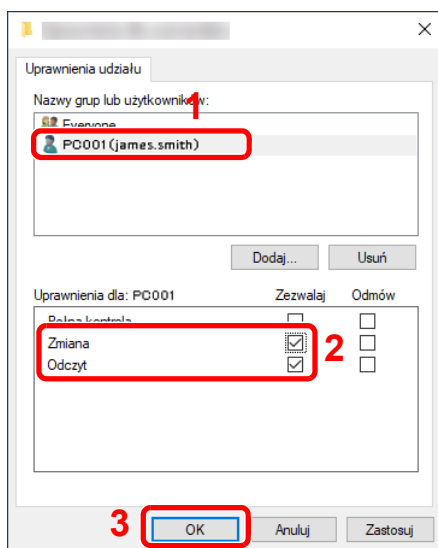 Uprawnienia udziału
Nazwy grup lub użytkowników:
1
Everyone
PC001(james.smith)
Dodaj... Usuń
Uprawnienia dla: PC001 Zezwalaj Odmów
Pełna kontrola
Zmiana
2
Odczyt
3 OK Anuluj Zastosuj